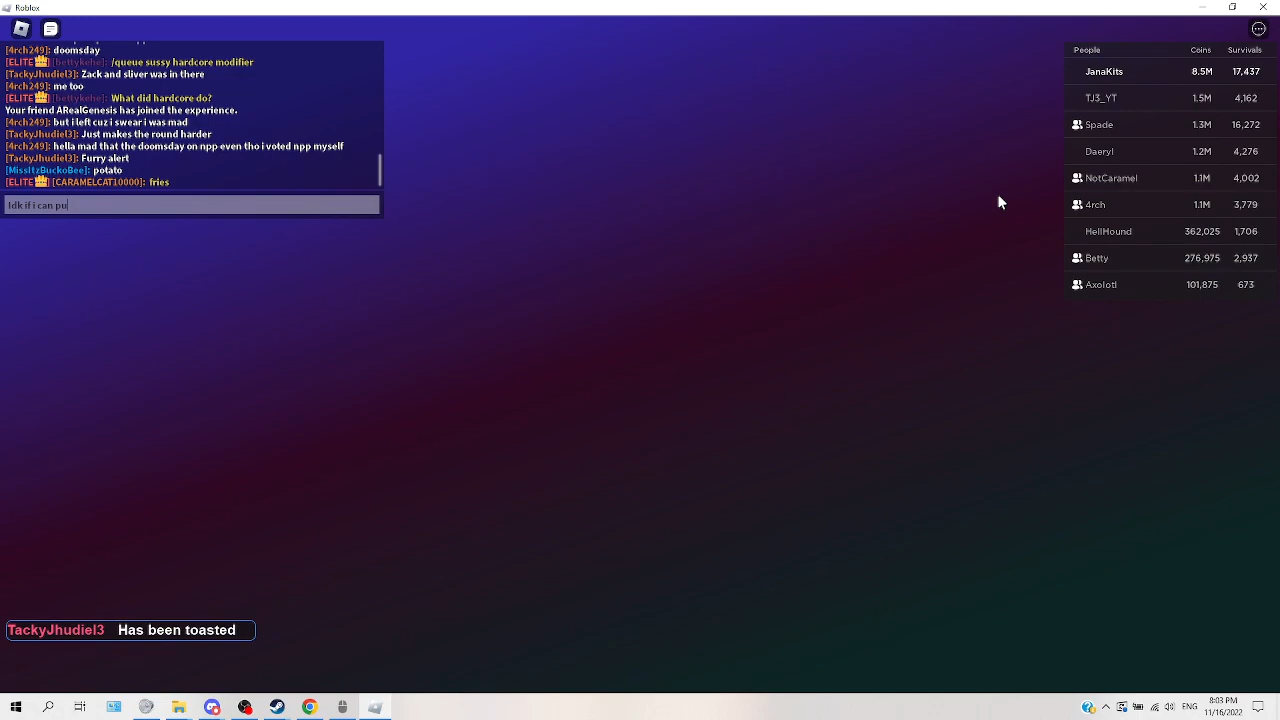 Roblox
[4rch249]: doomsday
[ELITE👑] [bettykehe]: /queue sussy hardcore modifier
[TackyJhudiel3]: Zack and sliver was in there
[4rch249]: me too
[ELITE👑] [bettykehe]: What did hardcore do?
Your friend ARealGenesis has joined the experience.
[4rch249]: but i left cuz i swear i was mad
[TackyJhudiel3]: Just makes the round harder
[4rch249]: hella mad that the doomsday on npp even tho i voted npp myself
[TackyJhudiel3]: Furry alert
[MissItzBuckoBee]: potato
[ELITE👑] [CARAMELCAT10000]: fries
Idk if i can pu
People Coins Survivals
JanaKits 8.5M 17,437
TJ3_YT 1.5M 4,162
Spade 1.3M 16,272
Daeryl 1.2M 4,276
NotCaramel 1.1M 4,002
4rch 1.1M 3,779
HellHound 362,025 1,706
Betty 276,975 2,937
Axolotl 101,875 673
TackyJhudiel3 Has been toasted
ENG
8:03 PM
11/16/2022